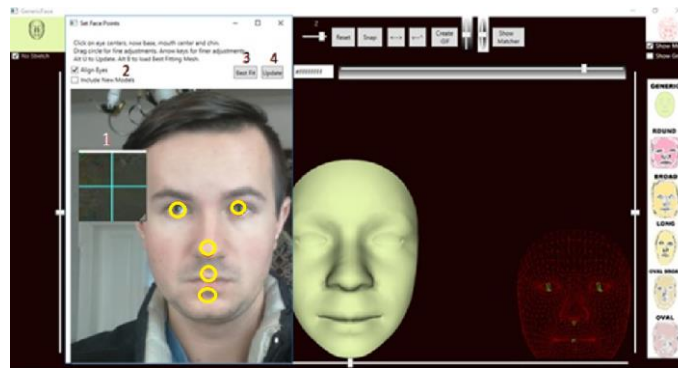 GenericFace
No Stretch
Set Face Points
Click on eye centers, nose base, mouth center and chin.
Drag circle for fine adjustments. Arrow keys for finer adjustments.
Alt U to Update. Alt B to load Best Fitting Mesh.
Align Eyes
Include New Models
2
3
4
Best Fit
Update
1
Z
Reset
Snap
Create
GIF
Show
Matcher
#FFFFFFFF
GENERIC
ROUND
BROAD
LONG
OVAL BROAD
OVAL